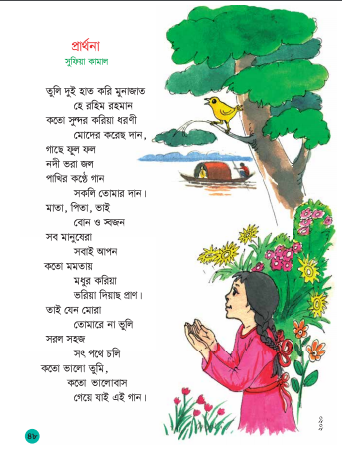 প্রার্থনা
সুফিয়া কামাল
তুলি দুই হাত করি মুনাজাত
হে রহিম রহমান
কতো সুন্দর করিয়া ধরণী
মোদের করেছ দান,
গাছে ফুল ফল
নদী ভরা জল
পাখির কণ্ঠে গান
সকলি তোমার দান।
মাতা, পিতা, ভাই
বোন ও স্বজন
সব মানুষেরা
সবাই আপন
কতো মমতায়
মধুর করিয়া
ভরিয়া দিয়াছ প্রাণ।
তাই যেন মোরা
তোমারে না ভুলি
সরল সহজ
সৎ পথে চলি
কতো ভালো তুমি,
কতো ভালোবাস
গেয়ে যাই এই গান।
৪৮
২০২০